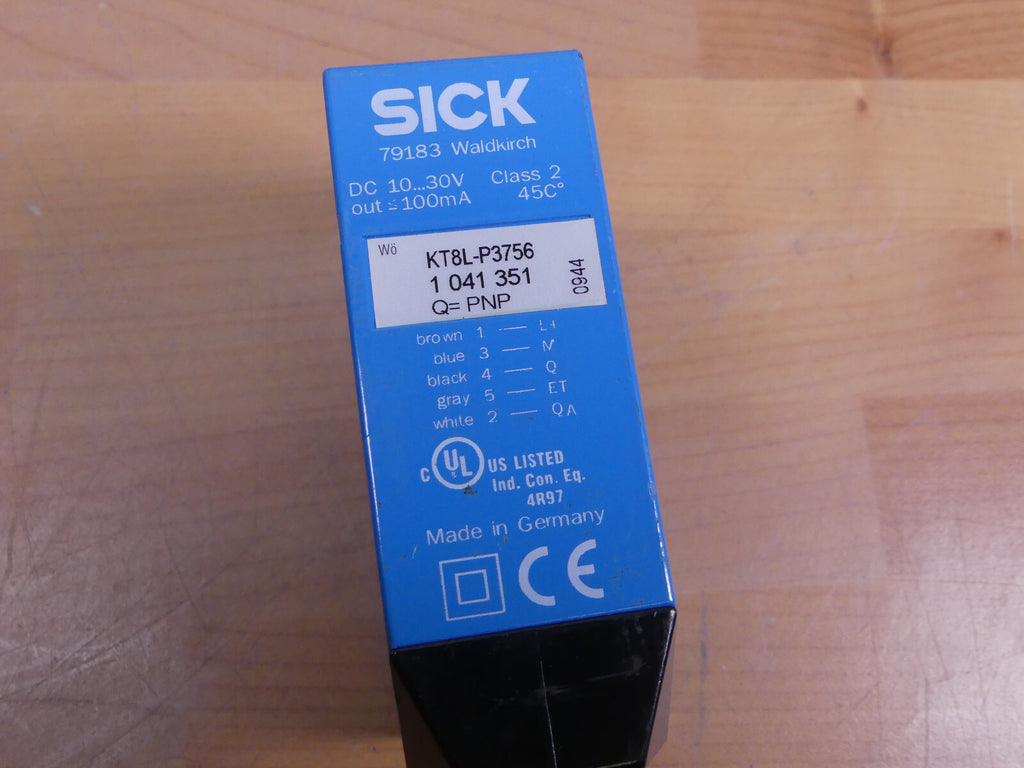 SICK
79183 Waldkirch
DC 10...30V Class 2
out ≤100mA 45C°
Wö
KT8L-P3756
1 041 351
Q= PNP
0944
brown 1 — L+
blue 3 — M
black 4 — Q
gray 5 — ET
white 2 — QA
C UL US LISTED
Ind. Con. Eq.
4R97
Made in Germany
CE